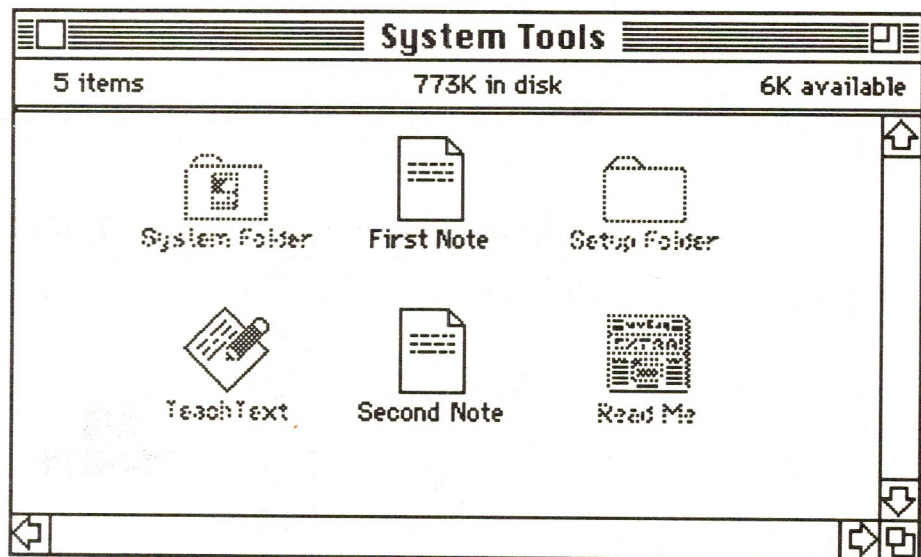 System Tools
5 items 773K in disk 6K available
System Folder First Note Setup Folder
EXTRA!
TeachText Second Note Read Me